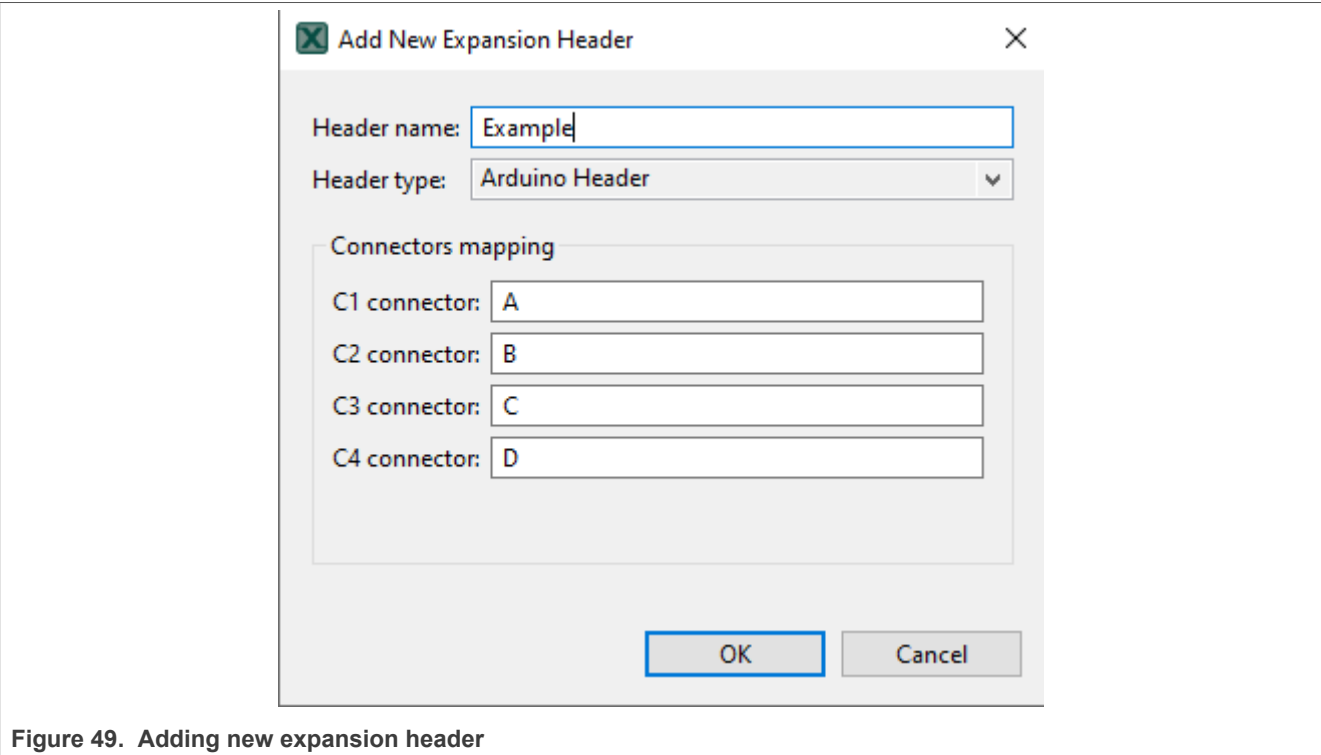 Add New Expansion Header
Header name: Example
Header type: Arduino Header
Connectors mapping
C1 connector: A
C2 connector: B
C3 connector: C
C4 connector: D
OK Cancel
Figure 49. Adding new expansion header